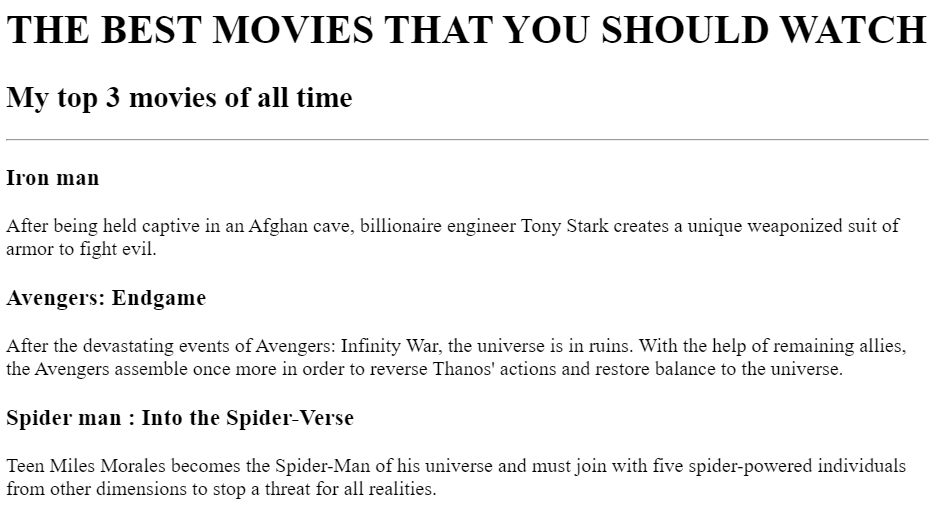 THE BEST MOVIES THAT YOU SHOULD WATCH
My top 3 movies of all time
Iron man
After being held captive in an Afghan cave, billionaire engineer Tony Stark creates a unique weaponized suit of
armor to fight evil.
Avengers: Endgame
After the devastating events of Avengers: Infinity War, the universe is in ruins. With the help of remaining allies,
the Avengers assemble once more in order to reverse Thanos' actions and restore balance to the universe.
Spider man : Into the Spider-Verse
Teen Miles Morales becomes the Spider-Man of his universe and must join with five spider-powered individuals
from other dimensions to stop a threat for all realities.